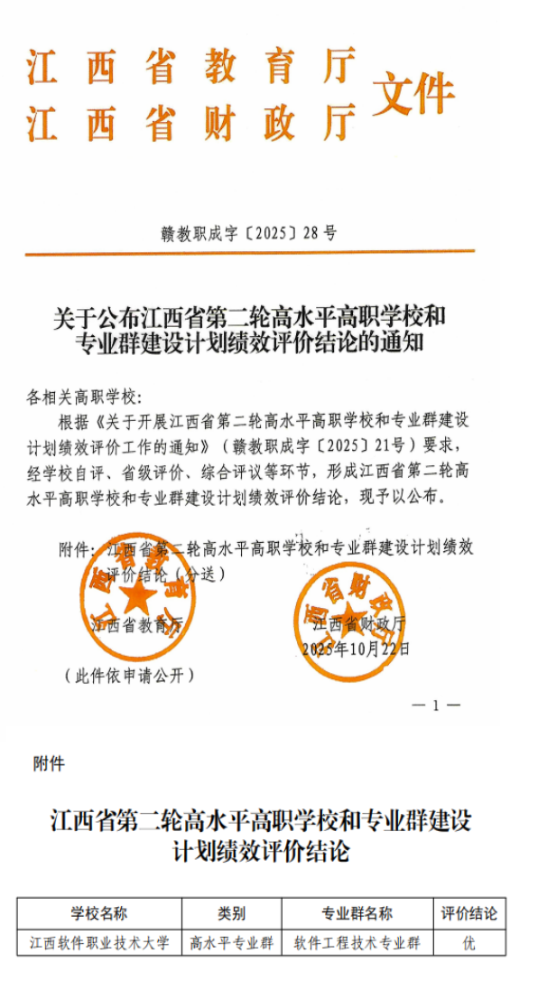 江西省教育厅
江西省财政厅
文件
赣教职成字〔2025〕28号
关于公布江西省第二轮高水平高职学校和
专业群建设计划绩效评价结论的通知
各相关高职学校：
根据《关于开展江西省第二轮高水平高职学校和专业群建设
计划绩效评价工作的通知》（赣教职成字〔2025〕21号）要求，
经学校自评、省级评价、综合评议等环节，形成江西省第二轮高
水平高职学校和专业群建设计划绩效评价结论，现予以公布。
附件：江西省第二轮高水平高职学校和专业群建设计划绩效
评价结论（分送）
江西省教育厅
江西省财政厅
江西省教育厅 江西省财政厅
2025年10月22日
（此件依申请公开）
— 1 —
附件
江西省第二轮高水平高职学校和专业群建设
计划绩效评价结论
学校名称 类别 专业群名称 评价结论
江西软件职业技术大学 高水平专业群 软件工程技术专业群 优